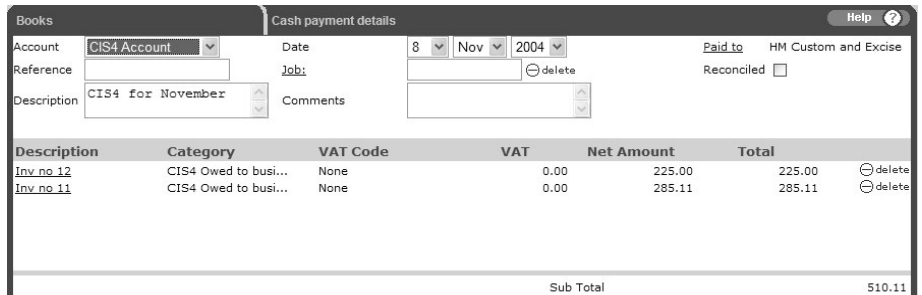 Books Cash payment details Help ?
Account CIS4 Account Date 8 Nov 2004 Paid to HM Custom and Excise
Reference Job: delete Reconciled
Description CIS4 for November Comments
Description Category VAT Code VAT Net Amount Total
Inv no 12 CIS4 Owed to busi... None 0.00 225.00 225.00 delete
Inv no 11 CIS4 Owed to busi... None 0.00 285.11 285.11 delete
Sub Total 510.11